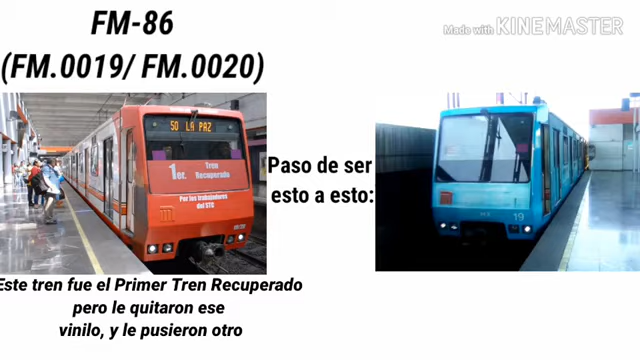 FM-86
(FM.0019/ FM.0020)
Made with KINEMASTER
50 LA PAZ
1er. Tren
Recuperado
Por los trabajadores
del STC
19
Paso de ser
esto a esto:
Este tren fue el Primer Tren Recuperado
pero le quitaron ese
vinilo, y le pusieron otro